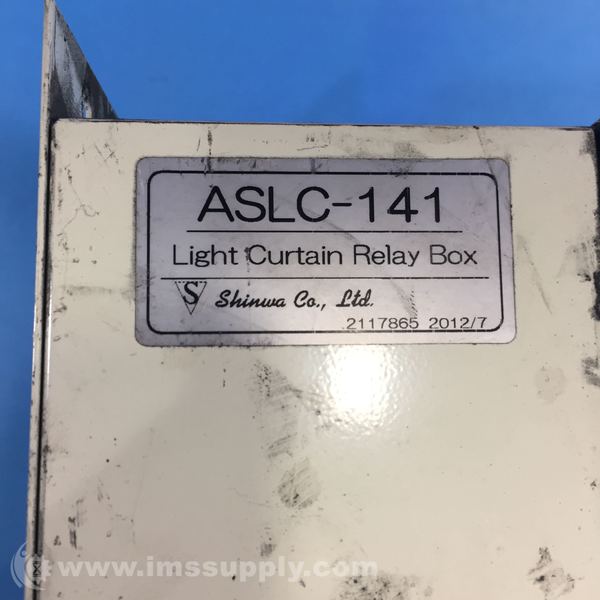 ASLC-141
Light Curtain Relay Box
S Shinwa Co., Ltd.
2117865 2012/7
www.imssupply.com